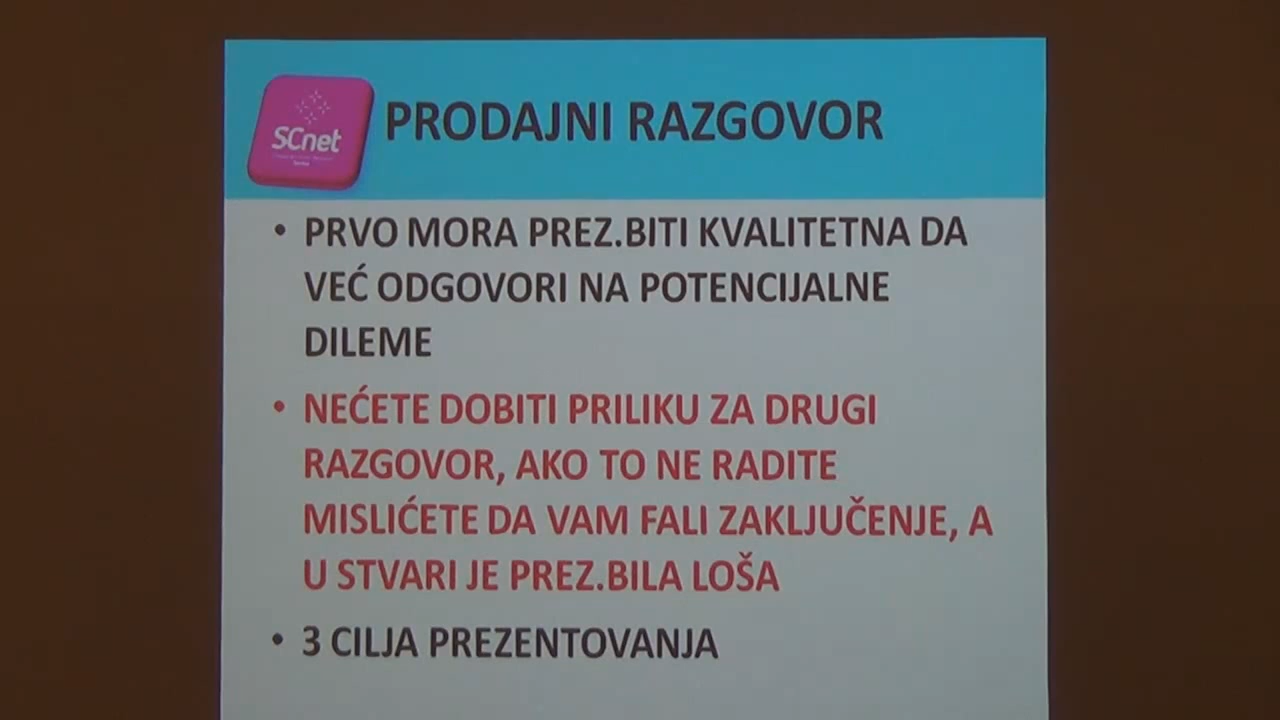 SCnet
PRODAJNI RAZGOVOR
• PRVO MORA PREZ.BITI KVALITETNA DA
VEĆ ODGOVORI NA POTENCIJALNE
DILEME
• NEĆETE DOBITI PRILIKU ZA DRUGI
RAZGOVOR, AKO TO NE RADITE
MISLIĆETE DA VAM FALI ZAKLJUČENJE, A
U STVARI JE PREZ.BILA LOŠA
• 3 CILJA PREZENTOVANJA